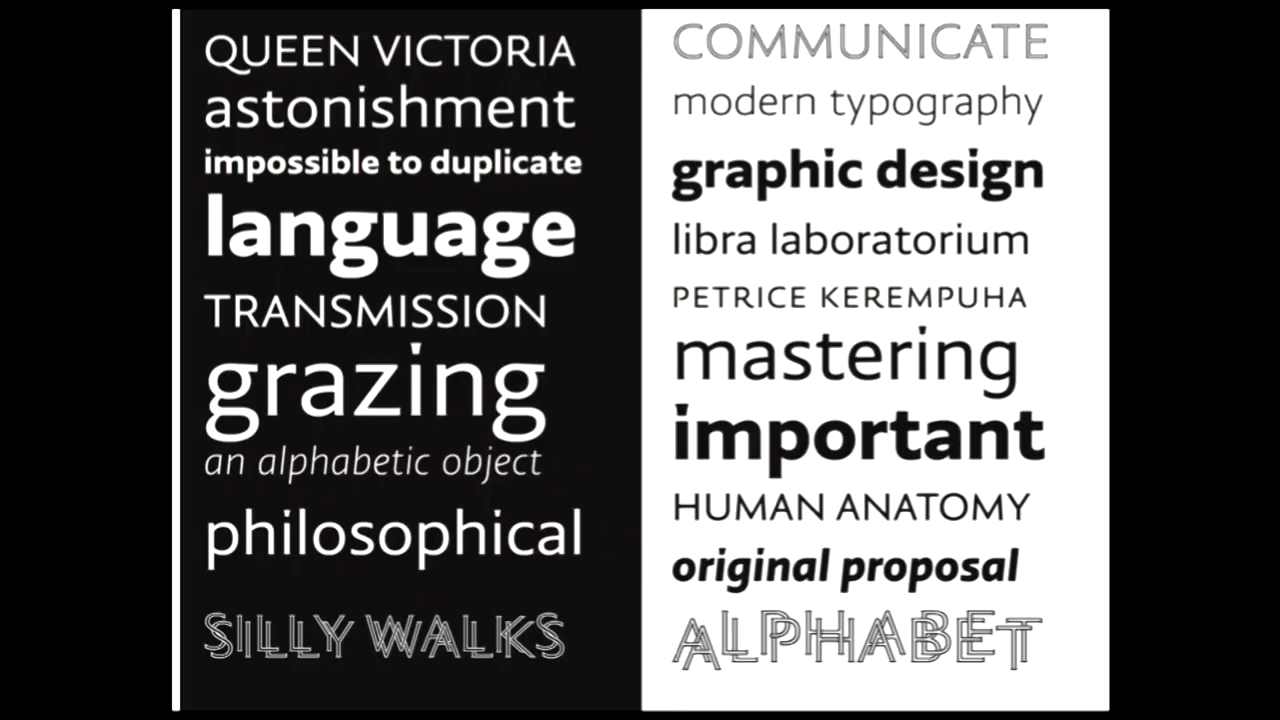 QUEEN VICTORIA
astonishment
impossible to duplicate
language
TRANSMISSION
grazing
an alphabetic object
philosophical
SILLY WALKS
COMMUNICATE
modern typography
graphic design
libra laboratorium
PETRICE KEREMPUHA
mastering
important
HUMAN ANATOMY
original proposal
ALPHABET